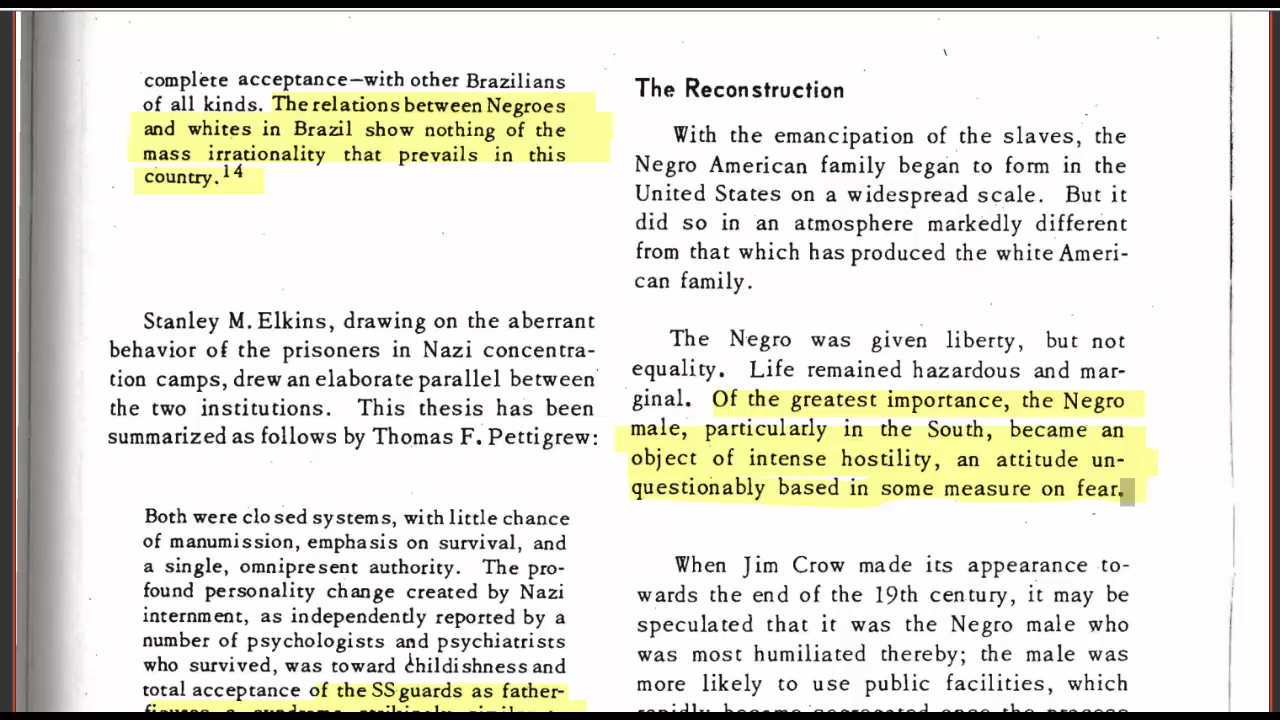 complete acceptance—with other Brazilians
of all kinds. The relations between Negroes
and whites in Brazil show nothing of the
mass irrationality that prevails in this
country.14
Stanley M. Elkins, drawing on the aberrant
behavior of the prisoners in Nazi concentra-
tion camps, drew an elaborate parallel between
the two institutions. This thesis has been
summarized as follows by Thomas F. Pettigrew:
Both were closed systems, with little chance
of manumission, emphasis on survival, and
a single, omnipresent authority. The pro-
found personality change created by Nazi
internment, as independently reported by a
number of psychologists and psychiatrists
who survived, was toward childishness and
total acceptance of the SS guards as father-
The Reconstruction
With the emancipation of the slaves, the
Negro American family began to form in the
United States on a widespread scale. But it
did so in an atmosphere markedly different
from that which has produced the white Ameri-
can family.
The Negro was given liberty, but not
equality. Life remained hazardous and mar-
ginal. Of the greatest importance, the Negro
male, particularly in the South, became an
object of intense hostility, an attitude un-
questionably based in some measure on fear.
When Jim Crow made its appearance to-
wards the end of the 19th century, it may be
speculated that it was the Negro male who
was most humiliated thereby; the male was
more likely to use public facilities, which